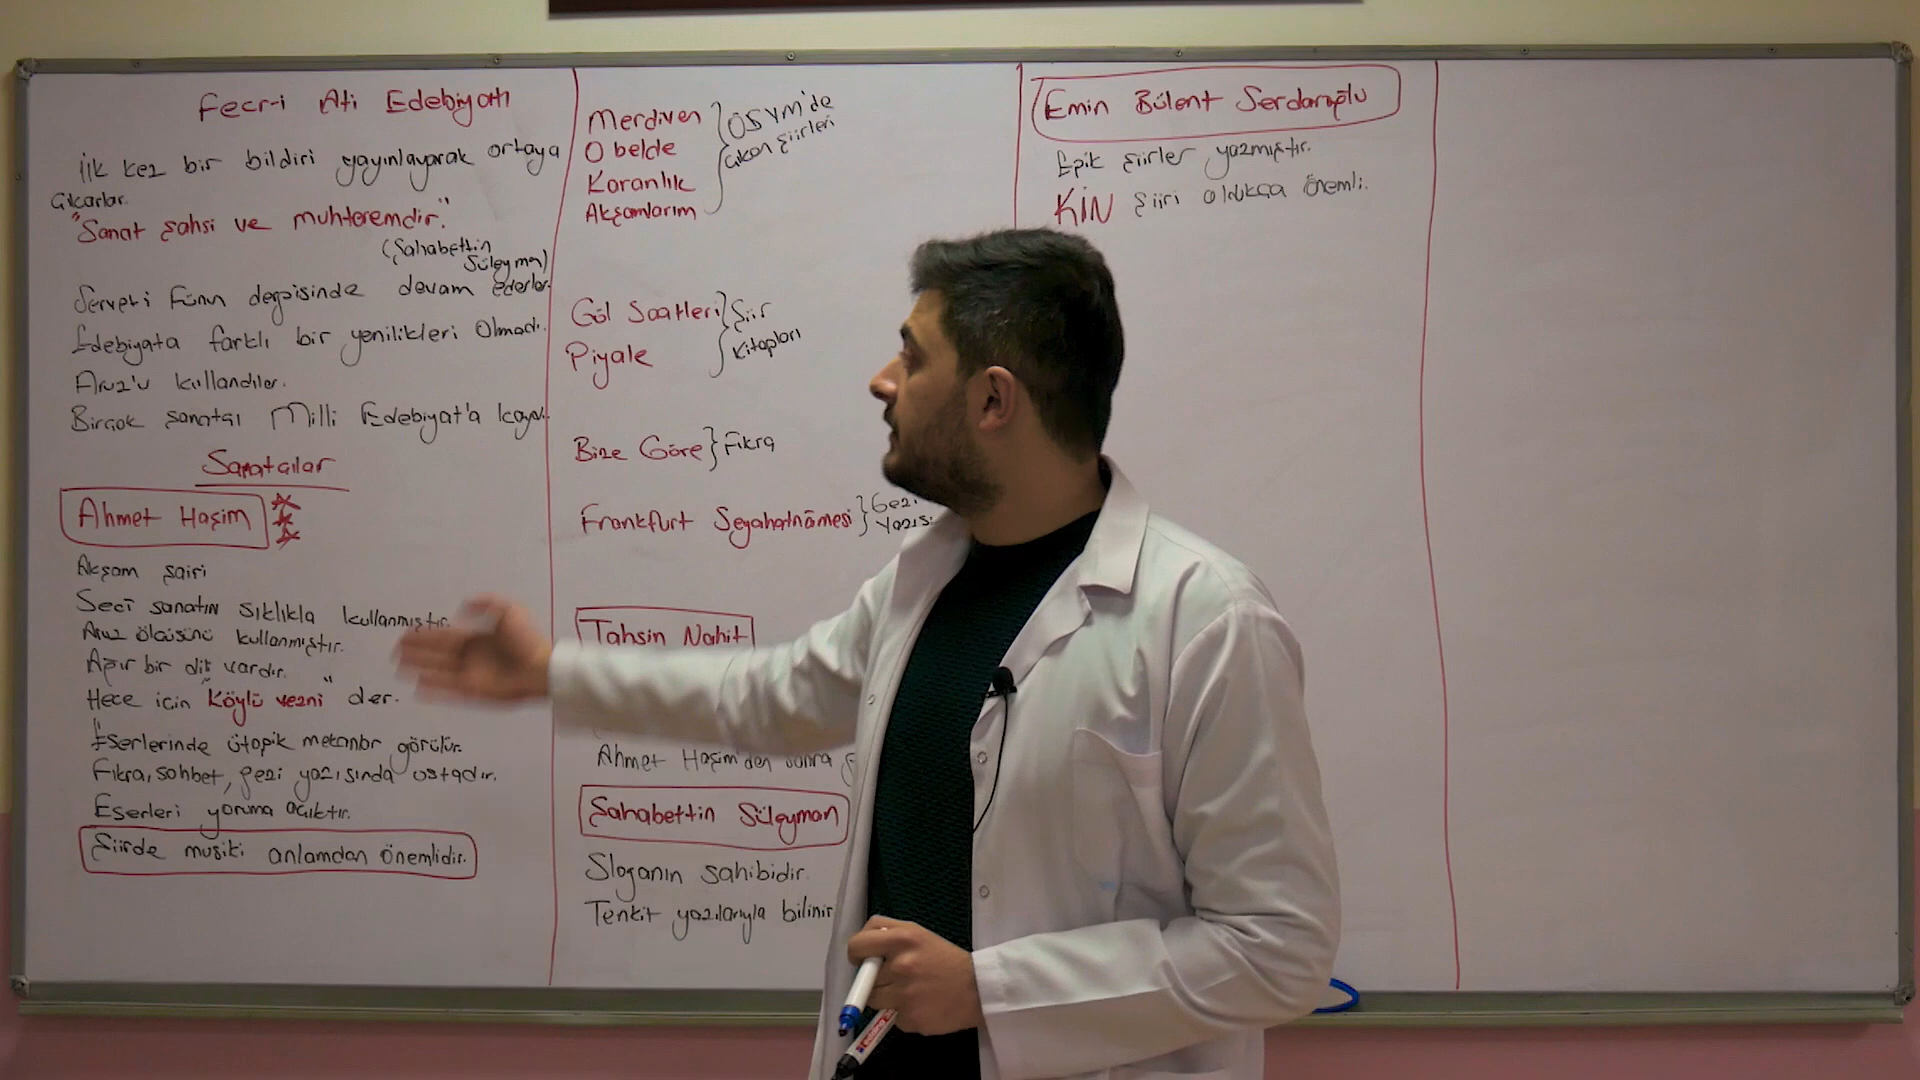 Fecr-i Ati Edebiyatı
İlk kez bir bildiri yayınlayarak ortaya
çıkarlar.
"Sanat şahsi ve muhteremdir."
(Şahabettin
Süleyman)
Servet-i Fünun dergisinde devam ederler.
Edebiyata farklı bir yenilikleri olmadı.
Aruz'u kullandılar.
Birçok sanatçı Milli Edebiyat'a
Sanatçılar
Ahmet Haşim
Akşam şairi
Seci sanatın sıklıkla kullanmıştır.
Aruz ölçüsünü kullanmıştır.
Ağır bir dil vardır.
Hece için "Köylü vezni" der.
Eserlerinde ütopik mekanlar görülür.
Fıkra, sohbet, gezi yazısında ustadır.
Eserleri yoruma açıktır.
Şiirde musiki anlamdan önemlidir.
Merdiven
O belde
Karanlık
Akşamlarım
ÖSYM'de
çıkan şiirleri
Göl Saatleri
Piyale
Şiir
Kitapları
Bize Göre } Fıkra
Frankfurt Seyahatnâmesi } Gezi
Yazısı
Tahsin Nahit
Ahmet Haşim'den sonra
Şahabettin Süleyman
Sloganın sahibidir.
Tenkit yazılarıyla bilinir
Emin Bülent Serdaroğlu
Epik şiirler yazmıştır.
KİN şiiri oldukça önemli.